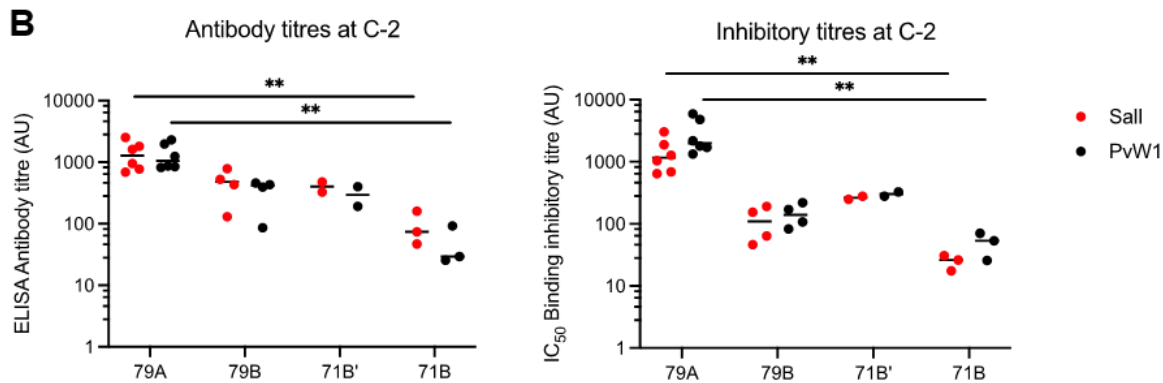 B
Antibody titres at C-2
**
**
ELISA Antibody titre (AU)
10000
1000
100
10
1
79A 79B 71B' 71B
Inhibitory titres at C-2
**
**
IC50 Binding inhibitory titre (AU)
10000
1000
100
10
1
79A 79B 71B' 71B
SalI
PvW1